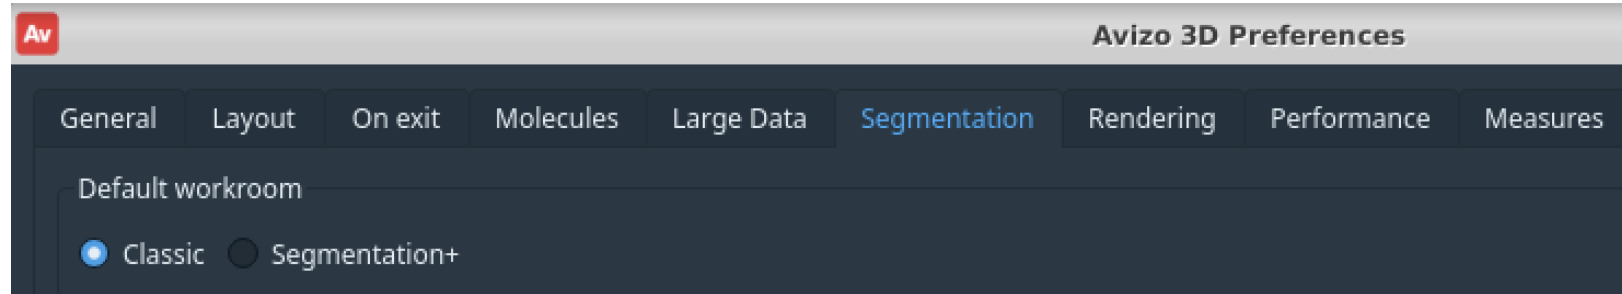 Av Avizo 3D Preferences
General Layout On exit Molecules Large Data Segmentation Rendering Performance Measures
Default workroom
Classic Segmentation+